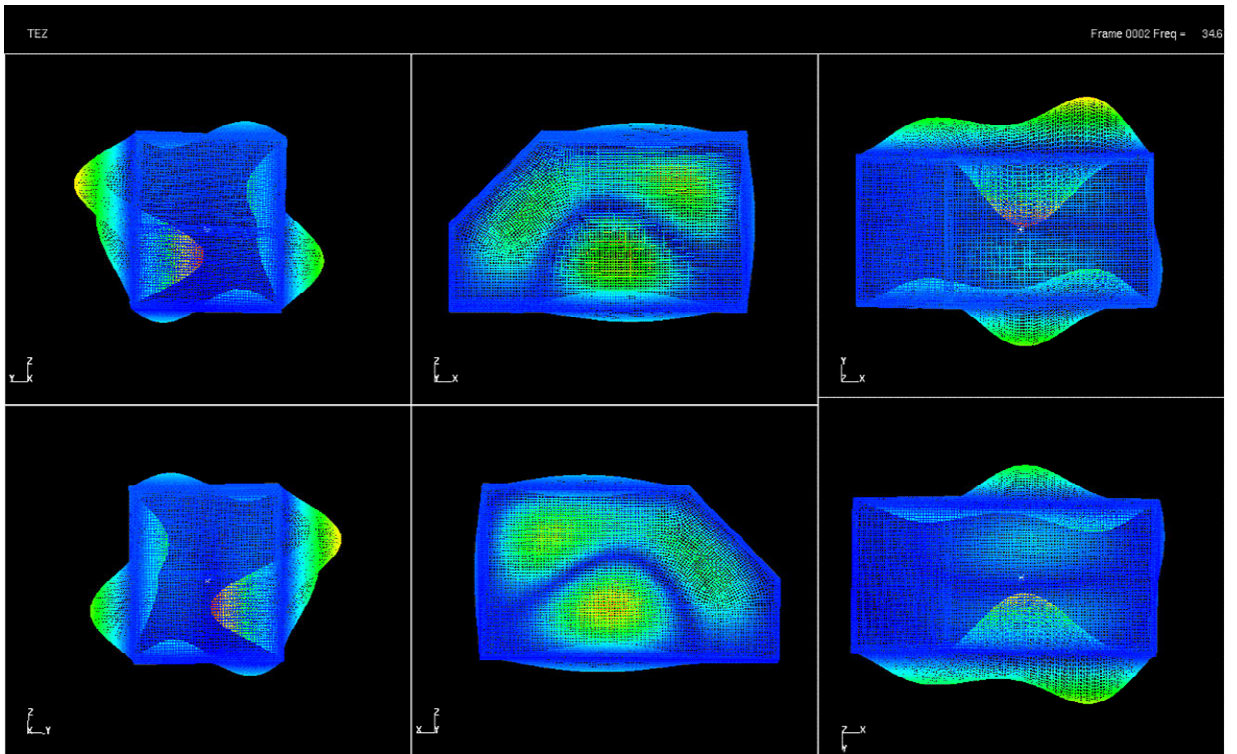 TEZ
Frame 0002 Freq = 34.6
Z
Y X
Z
Y X
Y
Z X
Z
X Y
Z
X Y
Z X
Y